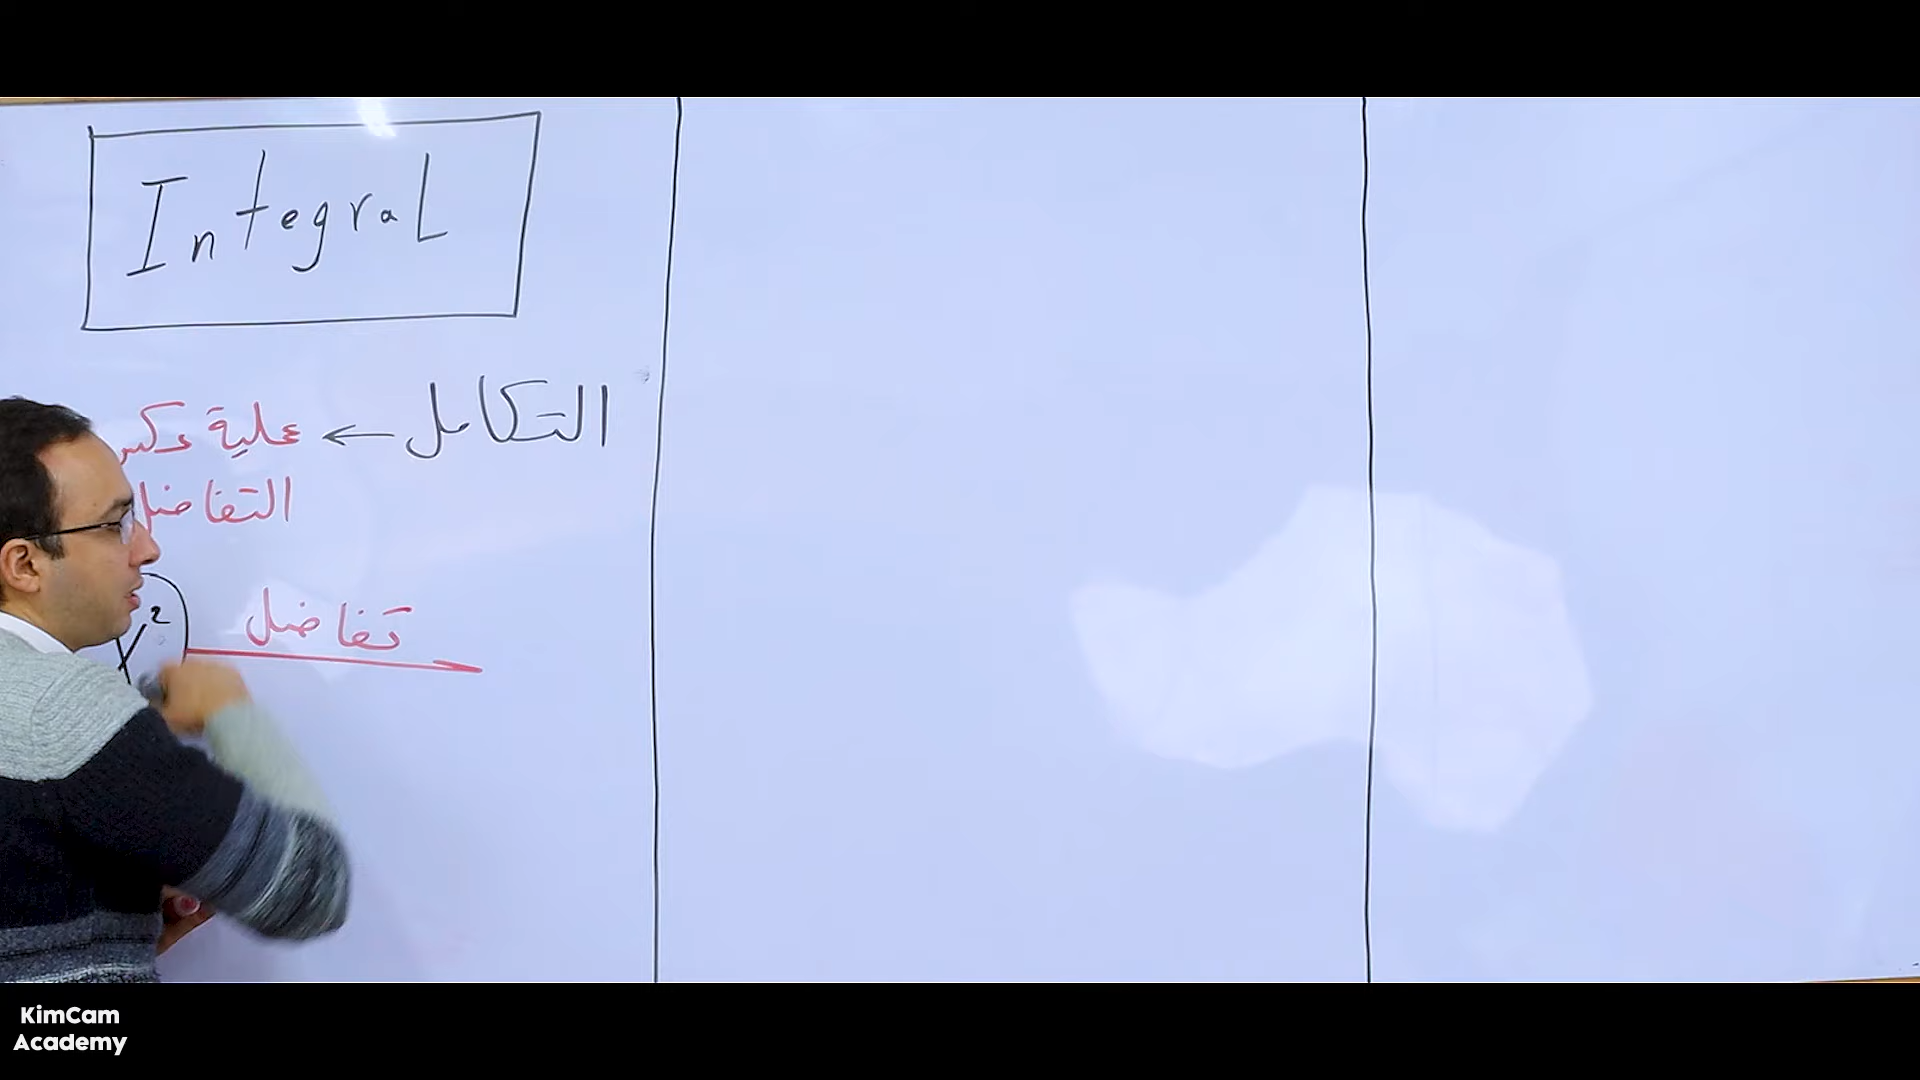 Integral
التكامل ← عملية عكس
التفاضل
تفاضل
x²
KimCam
Academy